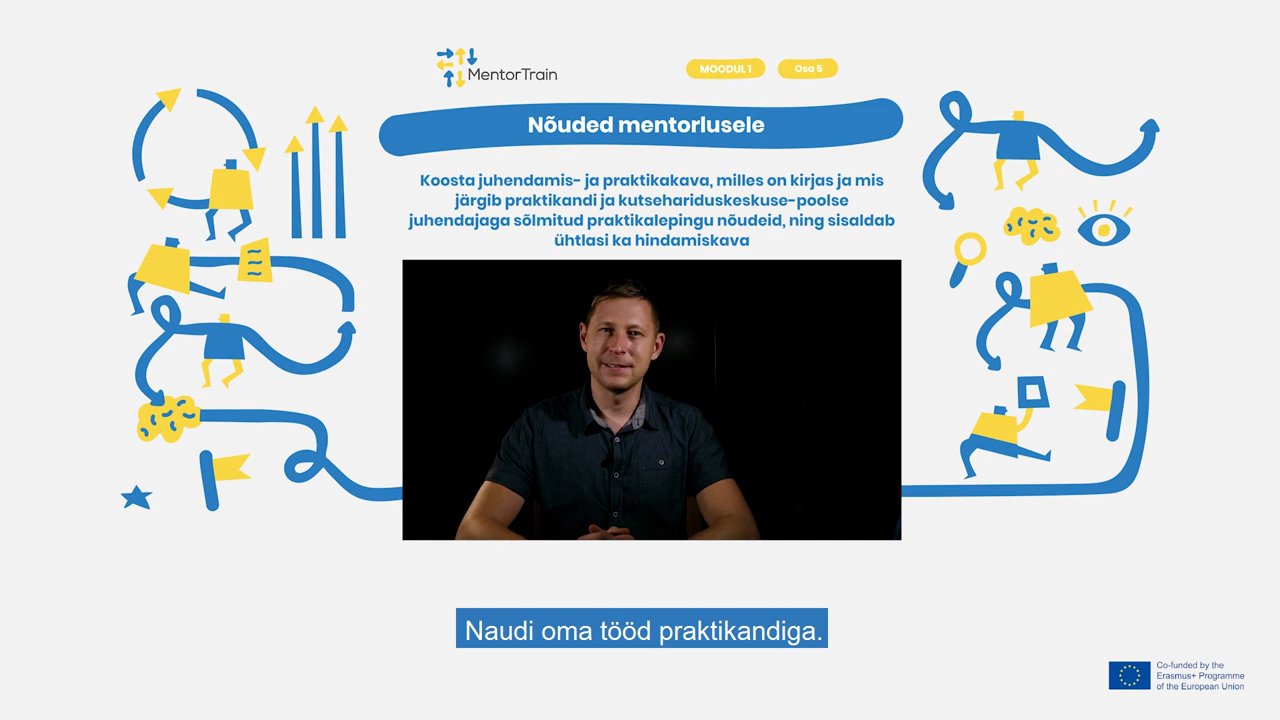 MentorTrain
MOODUL 1
Osa 5
Nõuded mentorlusele
Koosta juhendamis- ja praktikakava, milles on kirjas ja mis
järgib praktikandi ja kutsehariduskeskuse-poolse
juhendajaga sõlmitud praktikalepingu nõudeid, ning sisaldab
ühtlasi ka hindamiskava
Naudi oma tööd praktikandiga.
Co-funded by the
Erasmus+ Programme
of the European Union